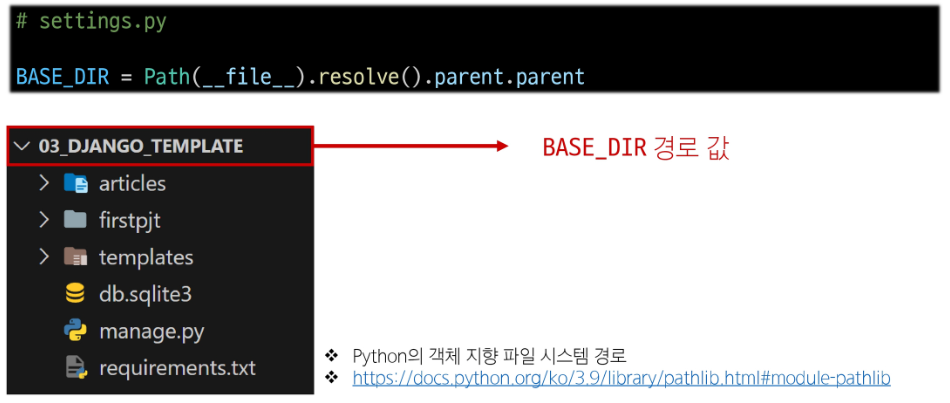 # settings.py
BASE_DIR = Path(__file__).resolve().parent.parent
03_DJANGO_TEMPLATE
BASE_DIR 경로 값
articles
firstpjt
templates
db.sqlite3
manage.py
requirements.txt
❖ Python의 객체 지향 파일 시스템 경로
❖ https://docs.python.org/ko/3.9/library/pathlib.html#module-pathlib